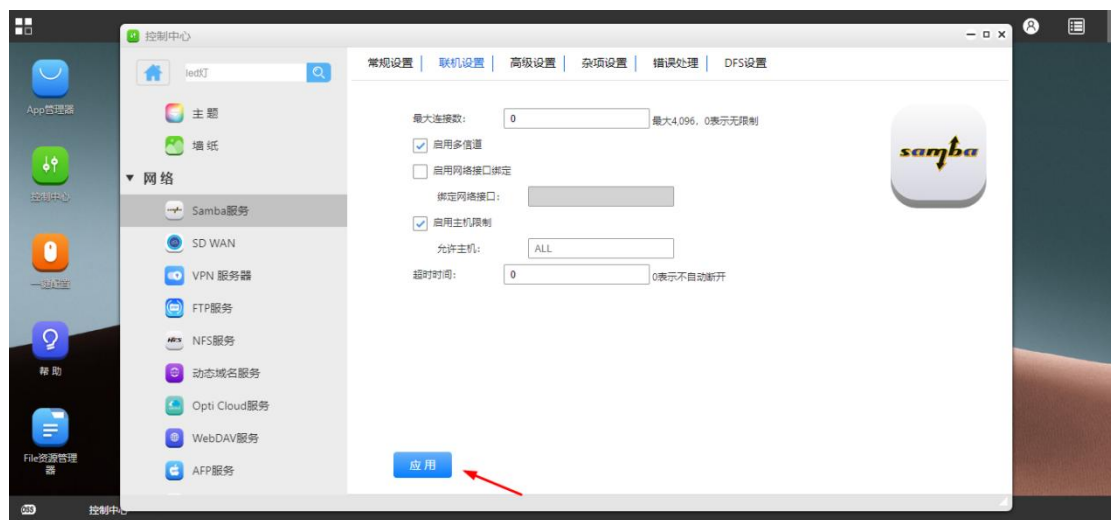 控制中心
App管理器
控制中心
一键配置
帮 助
File资源管理器
led灯
主 题
墙 纸
网 络
Samba服务
SD WAN
VPN 服务器
FTP服务
NFS服务
动态域名服务
Opti Cloud服务
WebDAV服务
AFP服务
常规设置 | 联机设置 | 高级设置 | 杂项设置 | 错误处理 | DFS设置
最大连接数： 0 最大4,096，0表示无限制
启用多信道
启用网络接口绑定
绑定网络接口：
启用主机限制
允许主机： ALL
超时时间： 0 0表示不自动断开
samba
应 用
控制中心